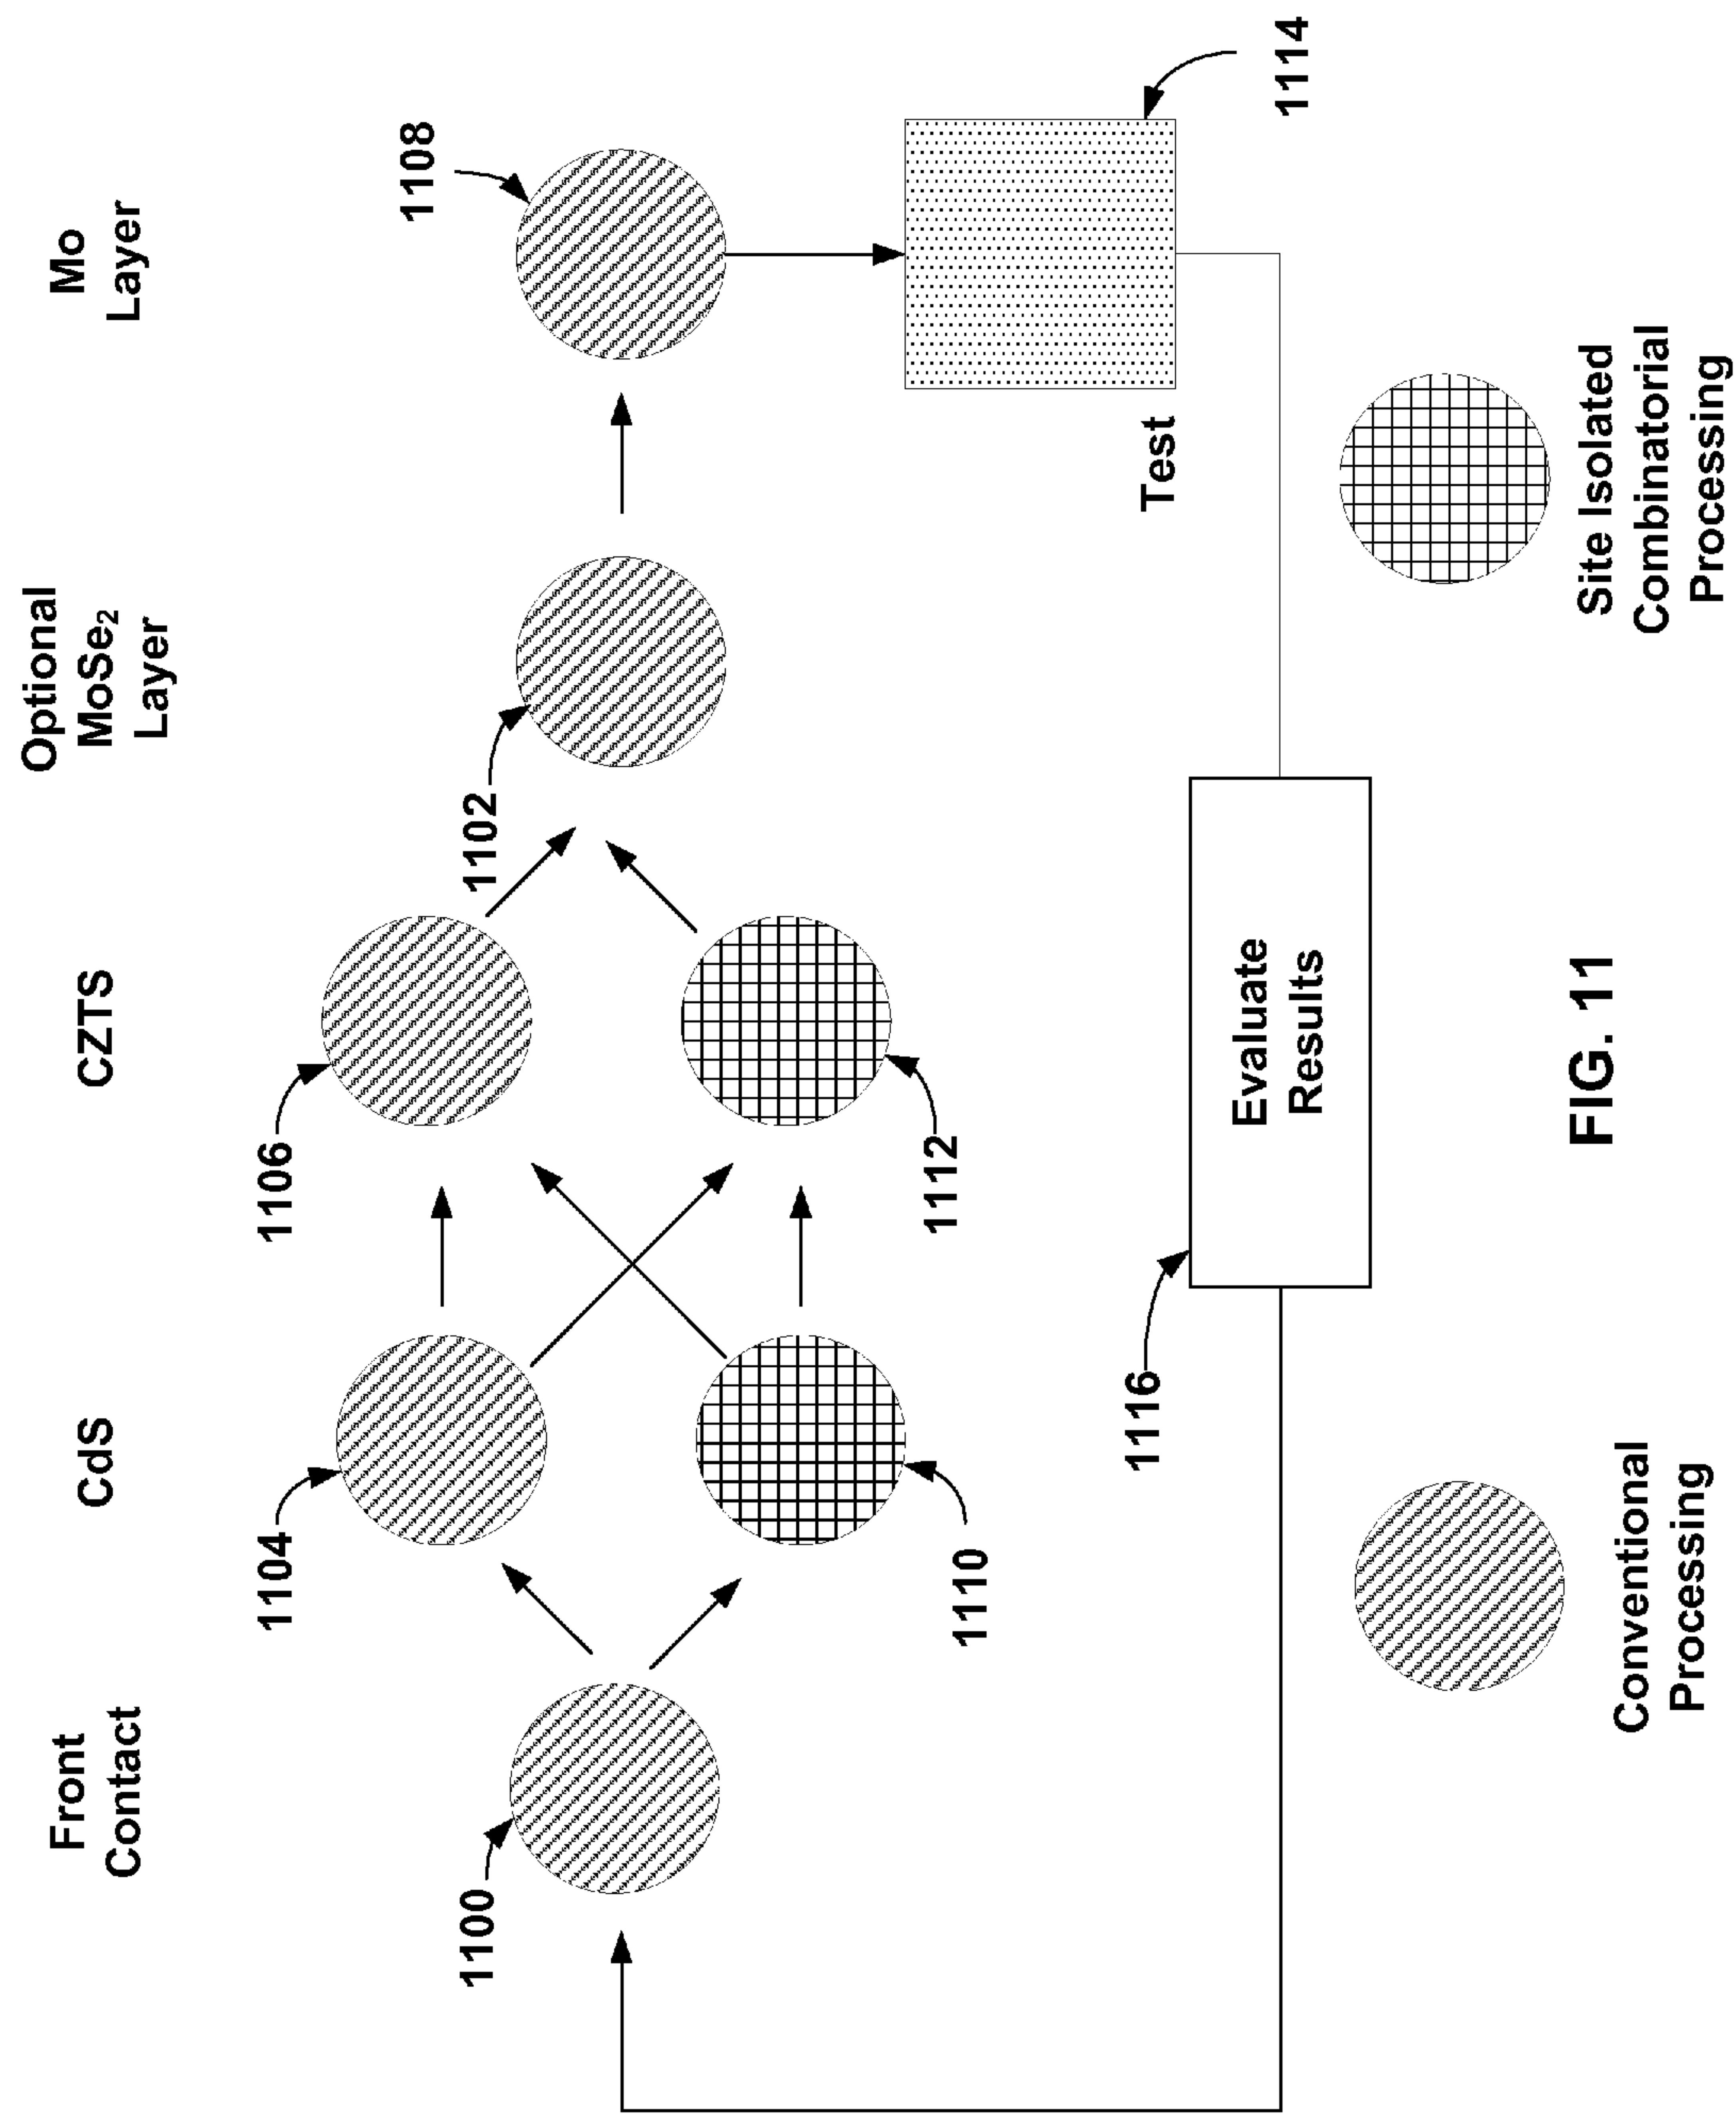 Front
Contact
CdS
CZTS
Optional
MoSe₂
Layer
Mo
Layer
1100
1104
1106
1102
1108
1110
1112
1116
Evaluate
Results
Test
1114
Conventional
Processing
Site Isolated
Combinatorial
Processing
FIG. 11